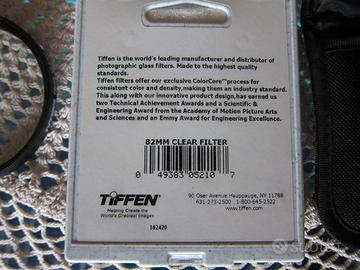 Tiffen is the world's leading manufacturer and distributor of
photographic glass filters. Made to the highest quality
standards.
Tiffen filters offer our exclusive ColorCore™ process for
consistent color and density,making them an industry standard.
This along with our innovative product design,has earned us
two Technical Achievement Awards and a Scientific &
Engineering Award from the Academy of Motion Picture Arts
and Sciences and an Emmy Award for Engineering Excellence.
82MM CLEAR FILTER
0 49383 05210 7
TIFFEN
Helping Create the
World's Greatest Images
90 Oser Avenue Hauppauge, NY 11788
631-273-2500 1-800-645-2522
www.tiffen.com
162420
subito